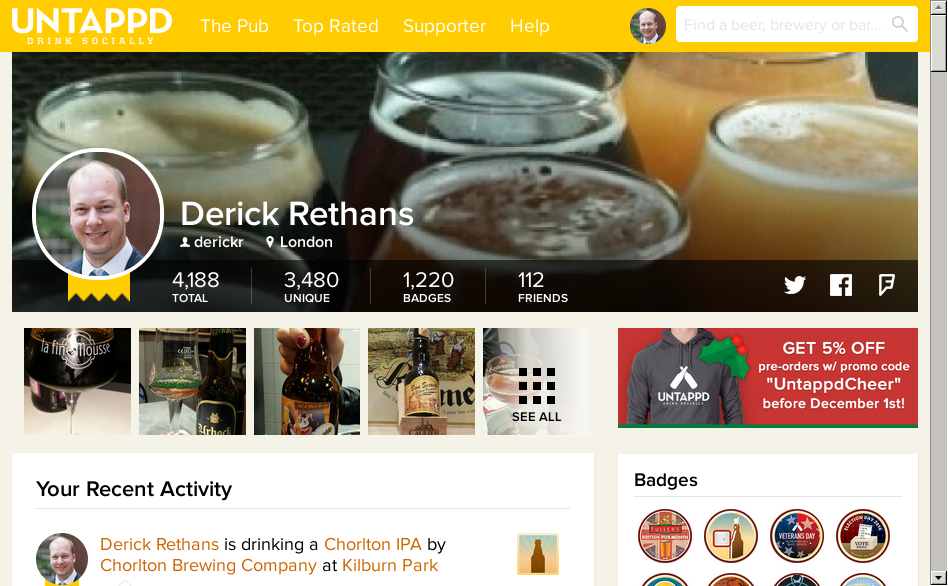 UNTAPPD
DRINK SOCIALLY
The Pub Top Rated Supporter Help
Find a beer, brewery or bar...
Derick Rethans
derickr London
4,188 3,480 1,220 112
TOTAL UNIQUE BADGES FRIENDS
la fine Mousse
SEE ALL
GET 5% OFF
pre-orders w/ promo code
"UntappdCheer"
before December 1st!
UNTAPPD
DRINK SOCIALLY
Your Recent Activity
Derick Rethans is drinking a Chorlton IPA by
Chorlton Brewing Company at Kilburn Park
Badges
FULLER'S
BRITISH PUB MONTH
VETERANS DAY
ELECTION DAY 2016
VOTE
HERE